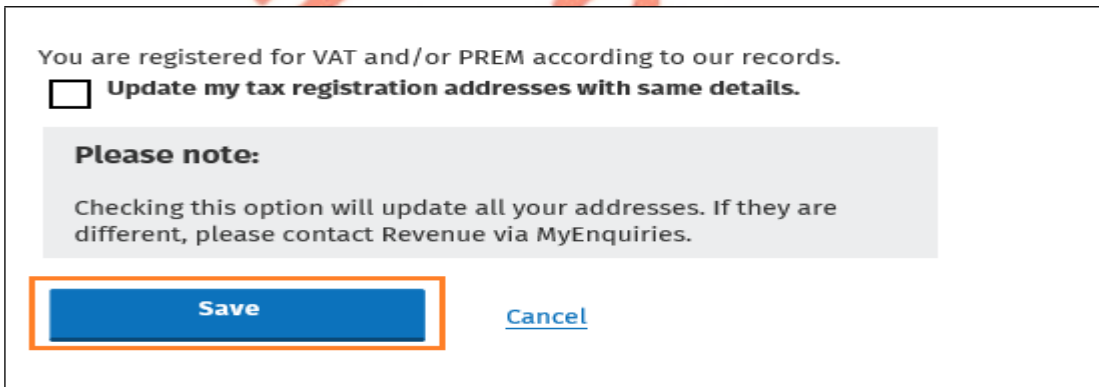 You are registered for VAT and/or PREM according to our records.
Update my tax registration addresses with same details.
Please note:
Checking this option will update all your addresses. If they are
different, please contact Revenue via MyEnquiries.
Save
Cancel